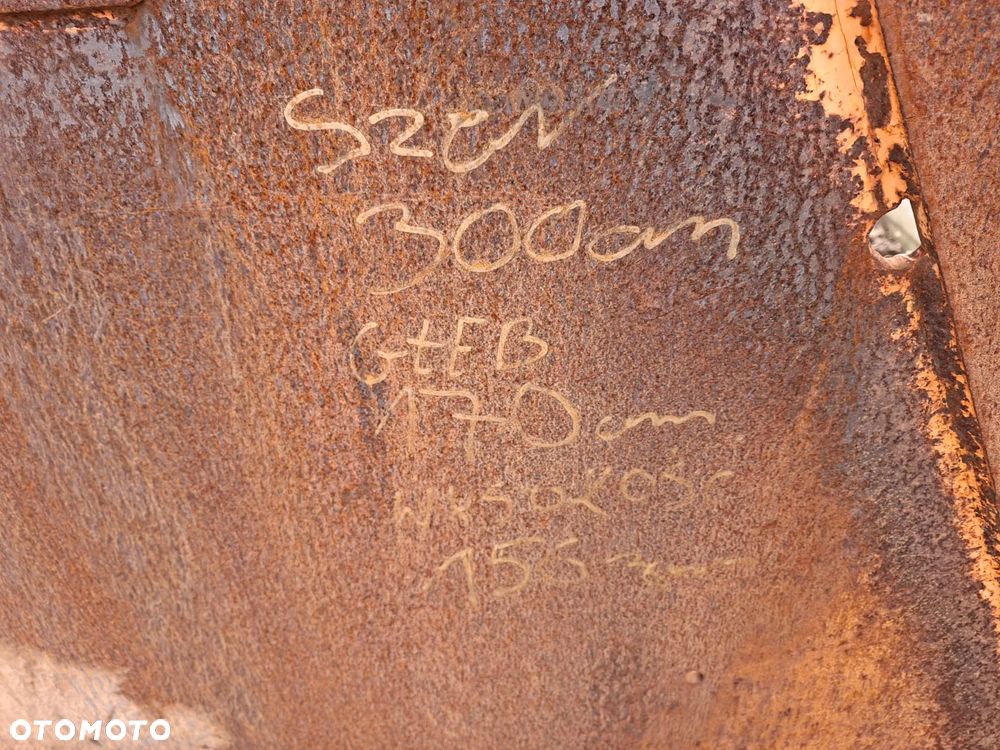 SZER
300cm
GŁEB
170cm
WYSOKOŚĆ
155
OTOMOTO